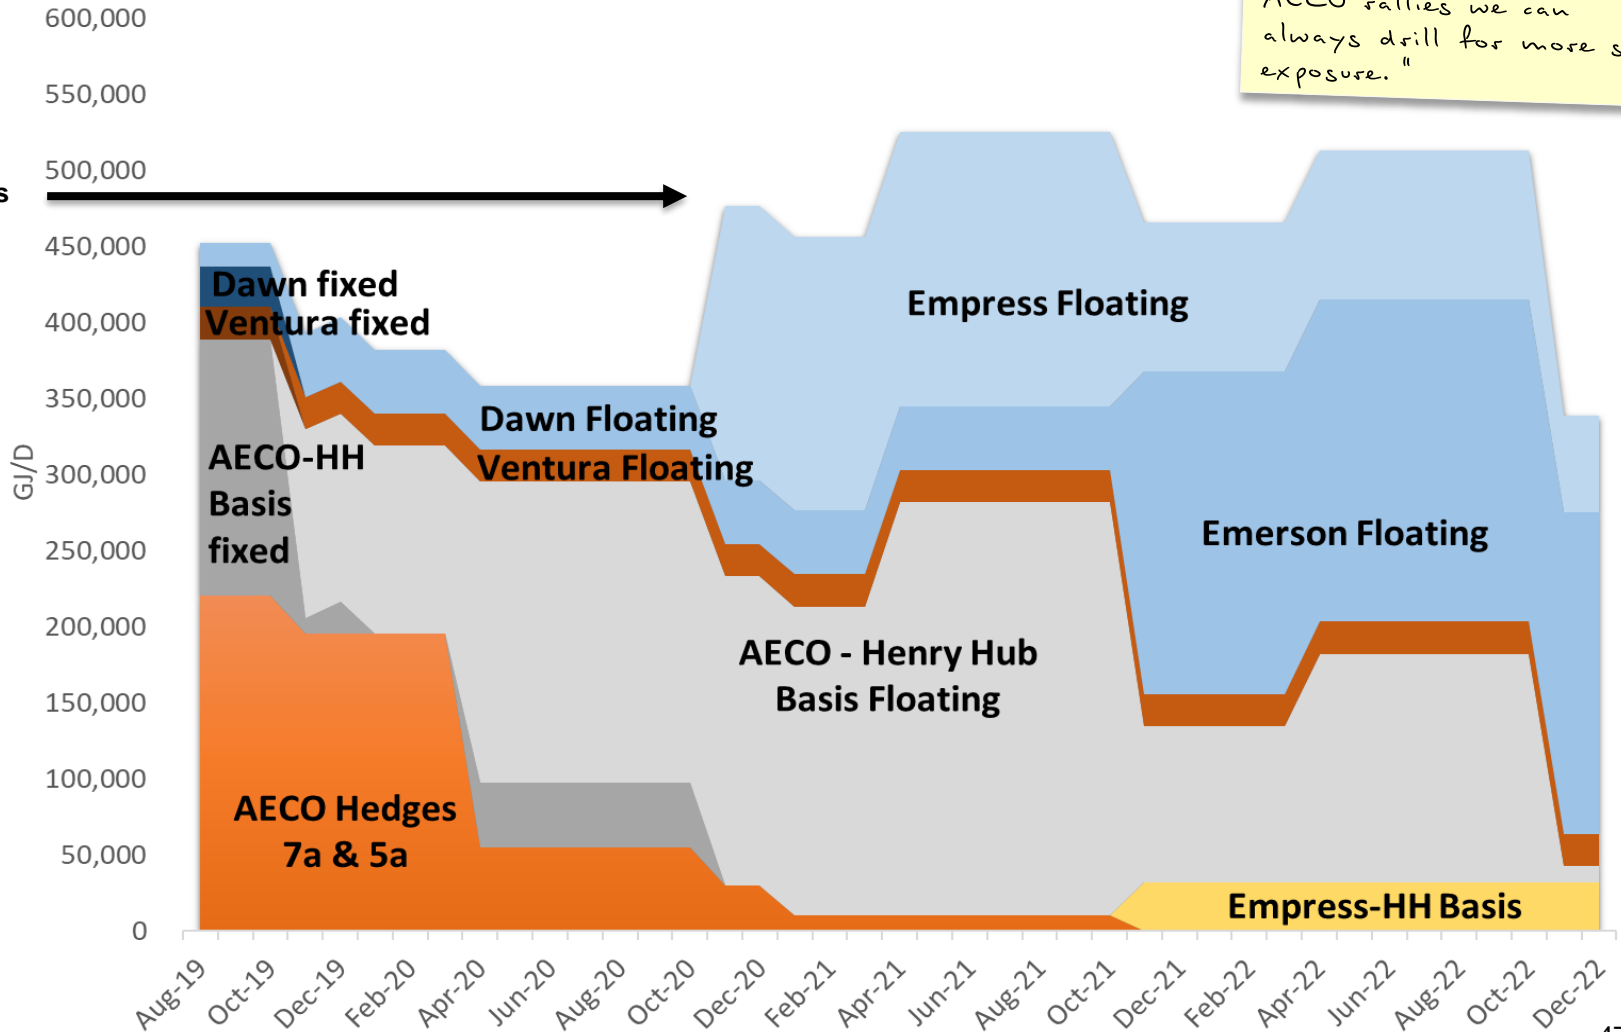 600,000
550,000
500,000
450,000
400,000
350,000
300,000
250,000
200,000
150,000
100,000
50,000
0
GJ/D
s
AECO rallies we can
always drill for more s
exposure."
Dawn fixed
Ventura fixed
AECO-HH
Basis
fixed
AECO Hedges
7a & 5a
Dawn Floating
Ventura Floating
Empress Floating
AECO - Henry Hub
Basis Floating
Emerson Floating
Empress-HH Basis
Aug-19
Oct-19
Dec-19
Feb-20
Apr-20
Jun-20
Aug-20
Oct-20
Dec-20
Feb-21
Apr-21
Jun-21
Aug-21
Oct-21
Dec-21
Feb-22
Apr-22
Jun-22
Aug-22
Oct-22
Dec-22